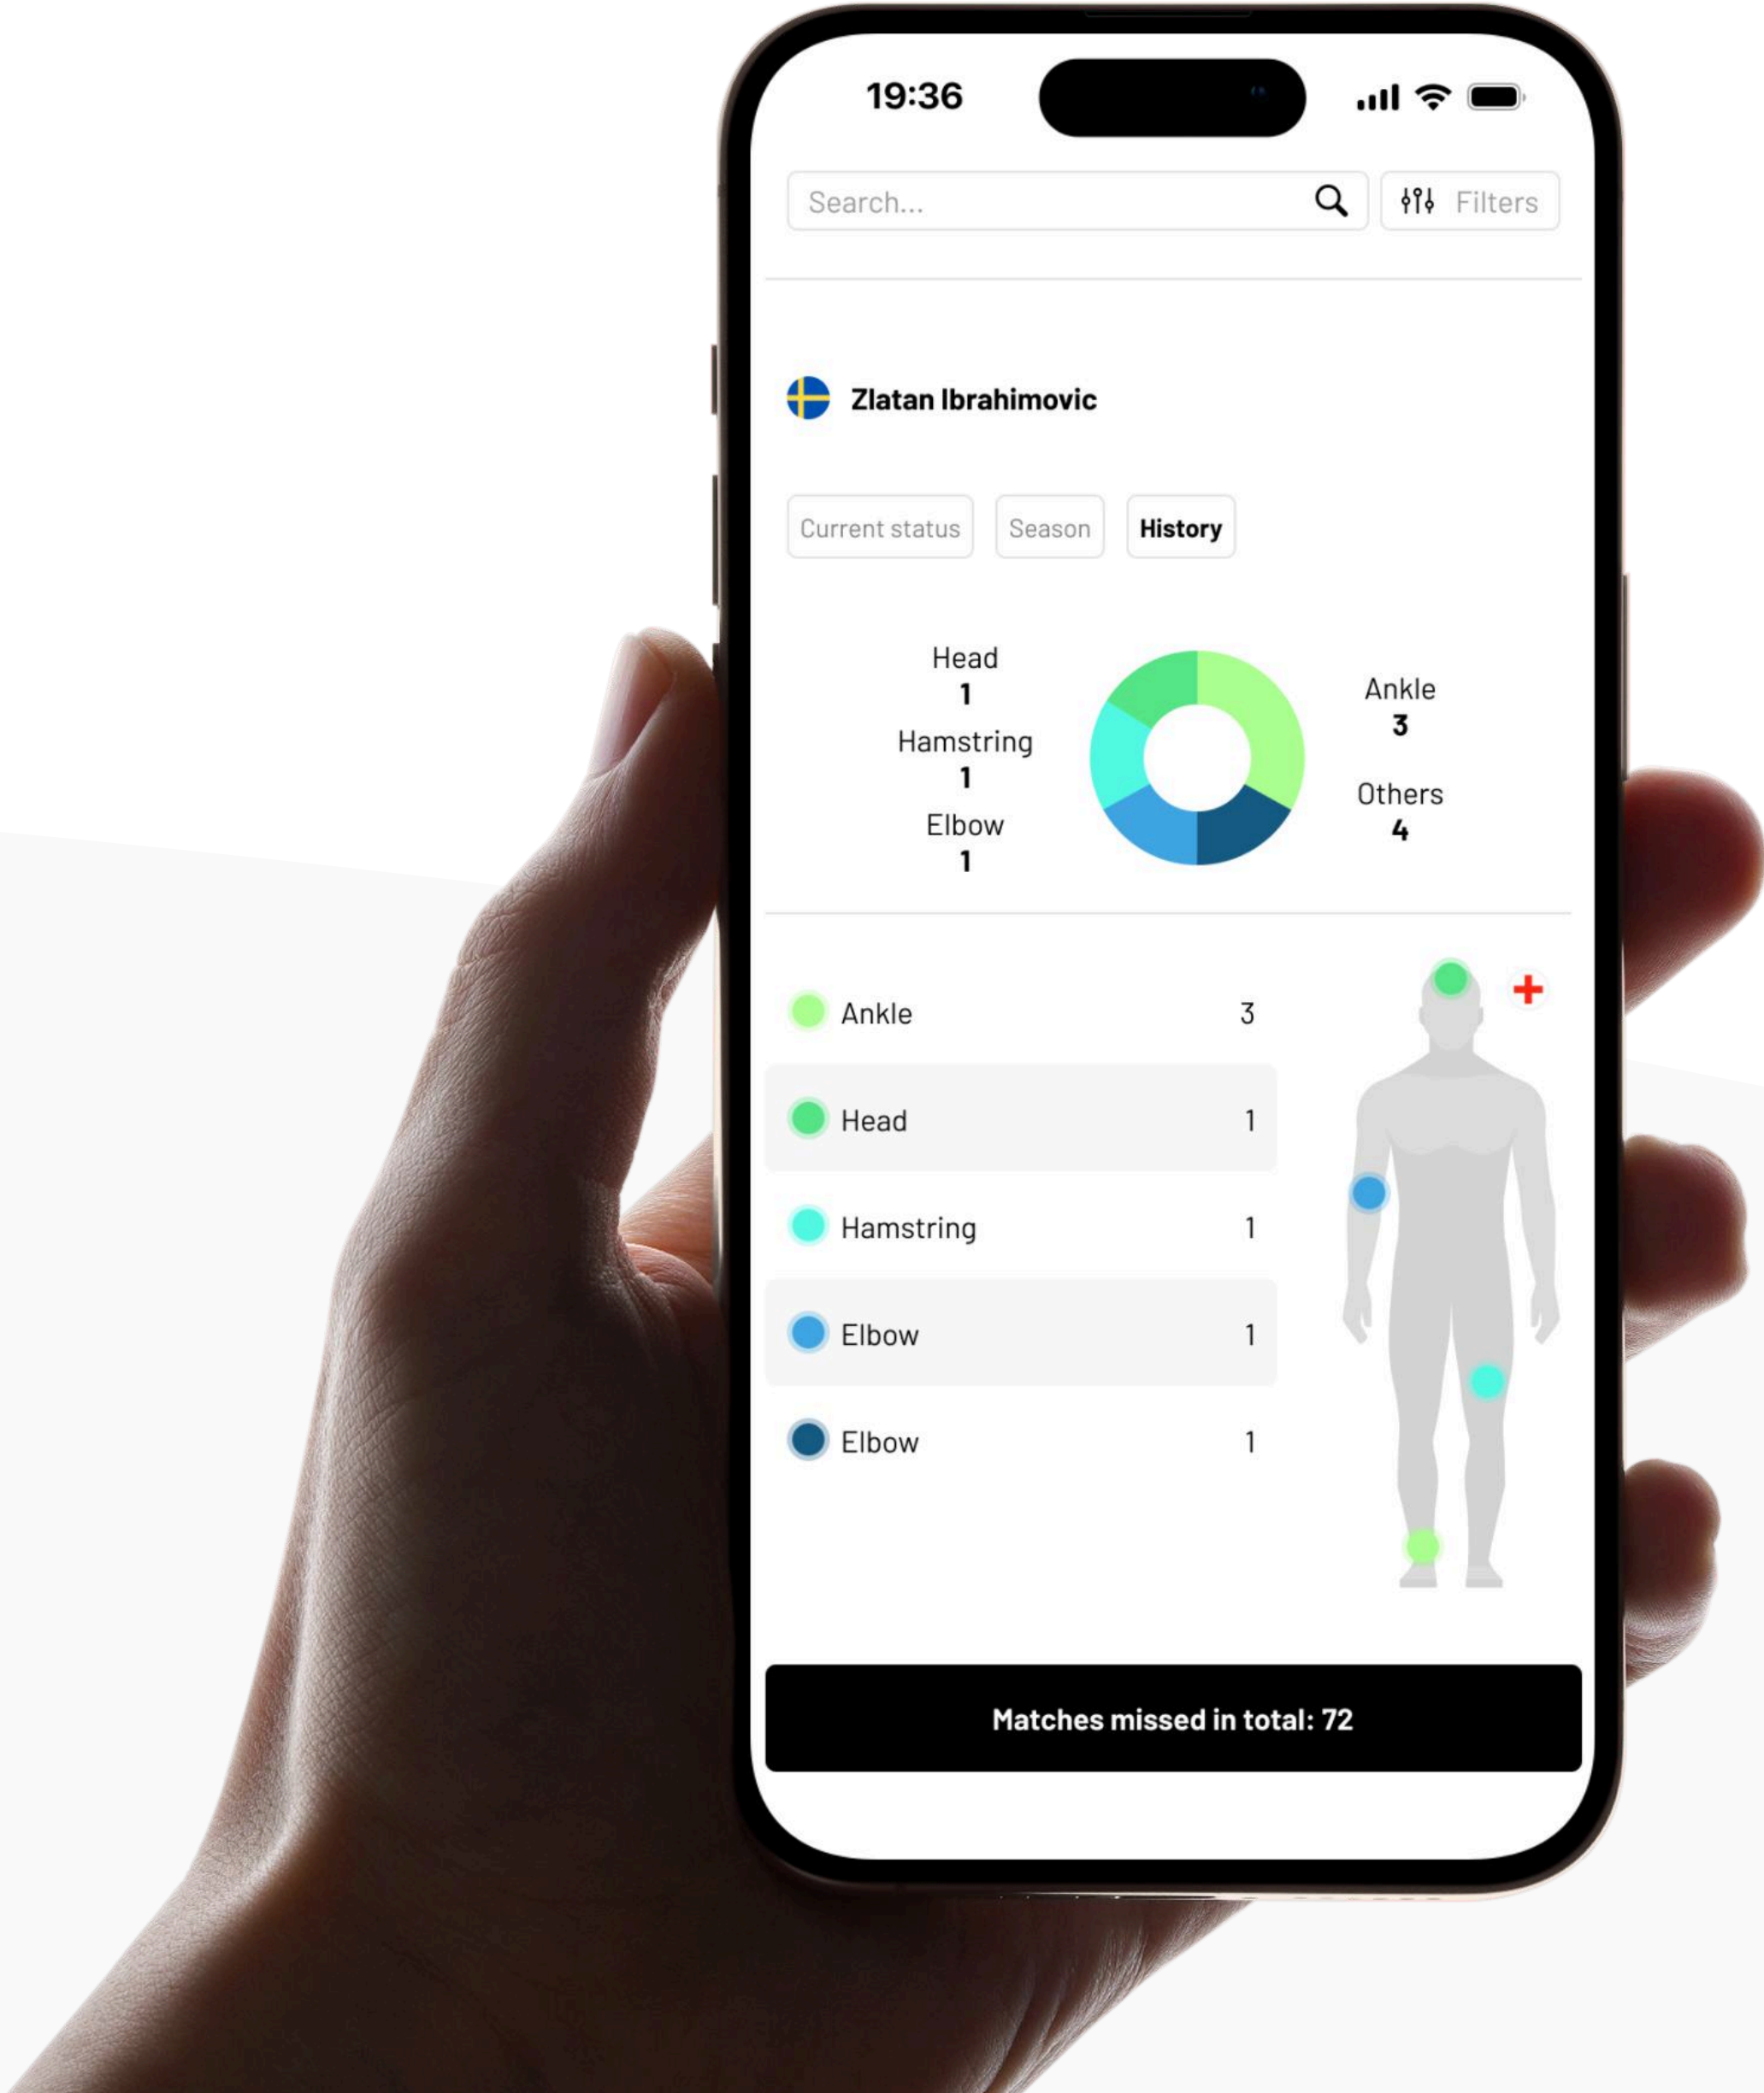 19:36
Search...
Filters
Zlatan Ibrahimovic
Current status
Season
History
Head
1
Hamstring
1
Elbow
1
Ankle
3
Others
4
Ankle 3
Head 1
Hamstring 1
Elbow 1
Elbow 1
Matches missed in total: 72